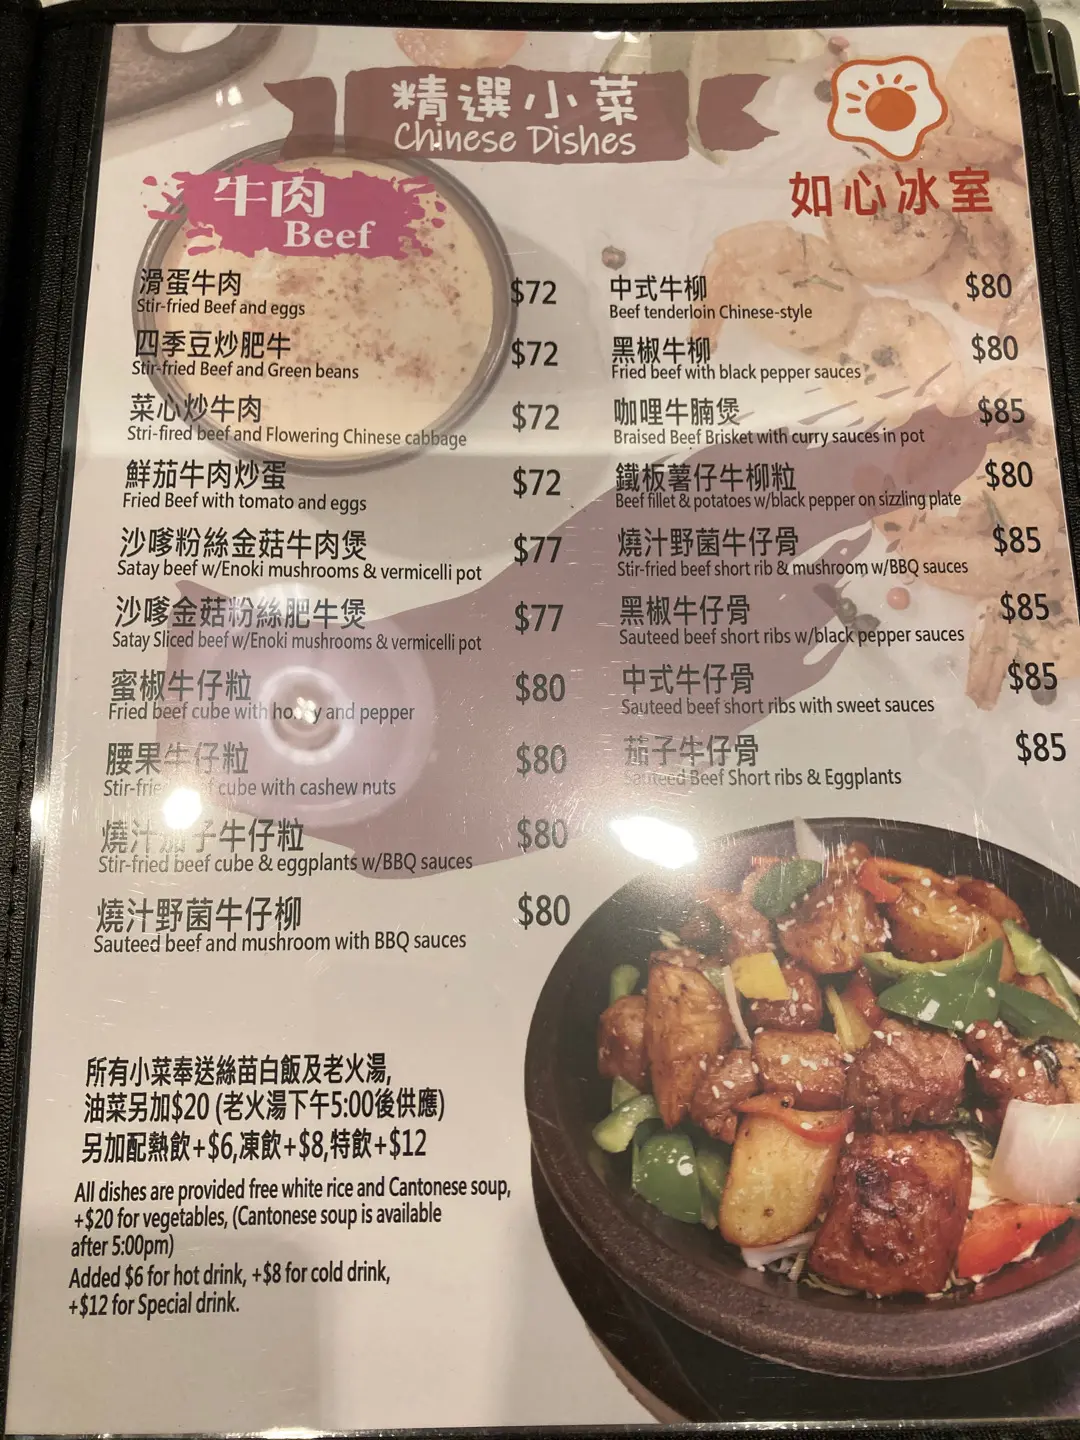 精選小菜
Chinese Dishes
如心冰室
牛肉
Beef
滑蛋牛肉 $72
Stir-fried Beef and eggs
四季豆炒肥牛 $72
Stir-fried Beef and Green beans
菜心炒牛肉 $72
Stri-fired beef and Flowering Chinese cabbage
鮮茄牛肉炒蛋 $72
Fried Beef with tomato and eggs
沙嗲粉絲金菇牛肉煲 $77
Satay beef w/Enoki mushrooms & vermicelli pot
沙嗲金菇粉絲肥牛煲 $77
Satay Sliced beef w/Enoki mushrooms & vermicelli pot
蜜椒牛仔粒 $80
Fried beef cube with honey and pepper
腰果牛仔粒 $80
Stir-fried beef cube with cashew nuts
燒汁茄子牛仔粒 $80
Stir-fried beef cube & eggplants w/BBQ sauces
燒汁野菌牛仔柳 $80
Sauteed beef and mushroom with BBQ sauces
中式牛柳 $80
Beef tenderloin Chinese-style
黑椒牛柳 $80
Fried beef with black pepper sauces
咖哩牛腩煲 $85
Braised Beef Brisket with curry sauces in pot
鐵板薯仔牛柳粒 $80
Beef fillet & potatoes w/black pepper on sizzling plate
燒汁野菌牛仔骨 $85
Stir-fried beef short rib & mushroom w/BBQ sauces
黑椒牛仔骨 $85
Sauteed beef short ribs w/black pepper sauces
中式牛仔骨 $85
Sauteed beef short ribs with sweet sauces
茄子牛仔骨 $85
Sauteed Beef Short ribs & Eggplants
所有小菜奉送絲苗白飯及老火湯,
油菜另加$20 (老火湯下午5:00後供應)
另加配熱飲+$6,凍飲+$8,特飲+$12
All dishes are provided free white rice and Cantonese soup,
+$20 for vegetables, (Cantonese soup is available
after 5:00pm)
Added $6 for hot drink, +$8 for cold drink,
+$12 for Special drink.